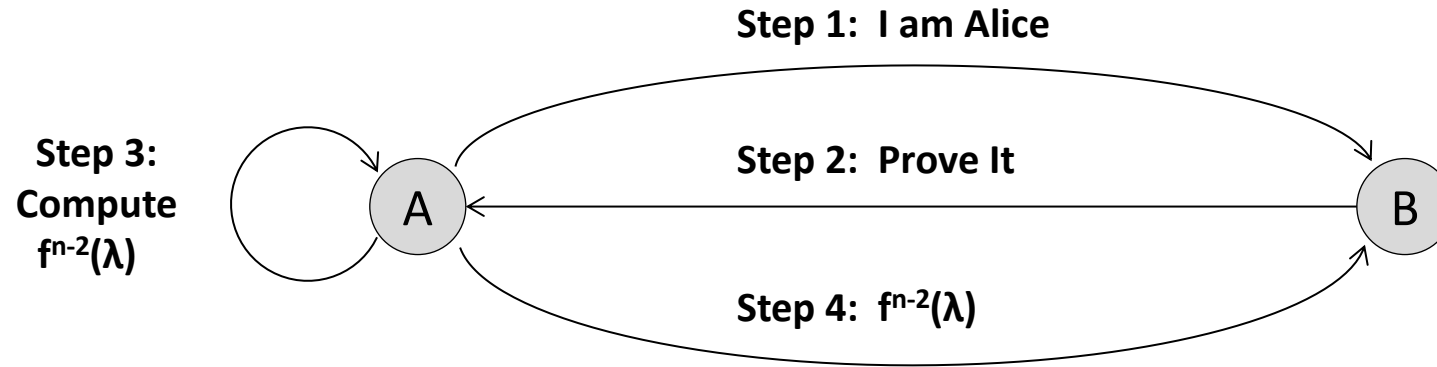 Step 1: I am Alice
Step 2: Prove It
Step 3:
Compute
fⁿ⁻²(λ)
A
B
Step 4: fⁿ⁻²(λ)